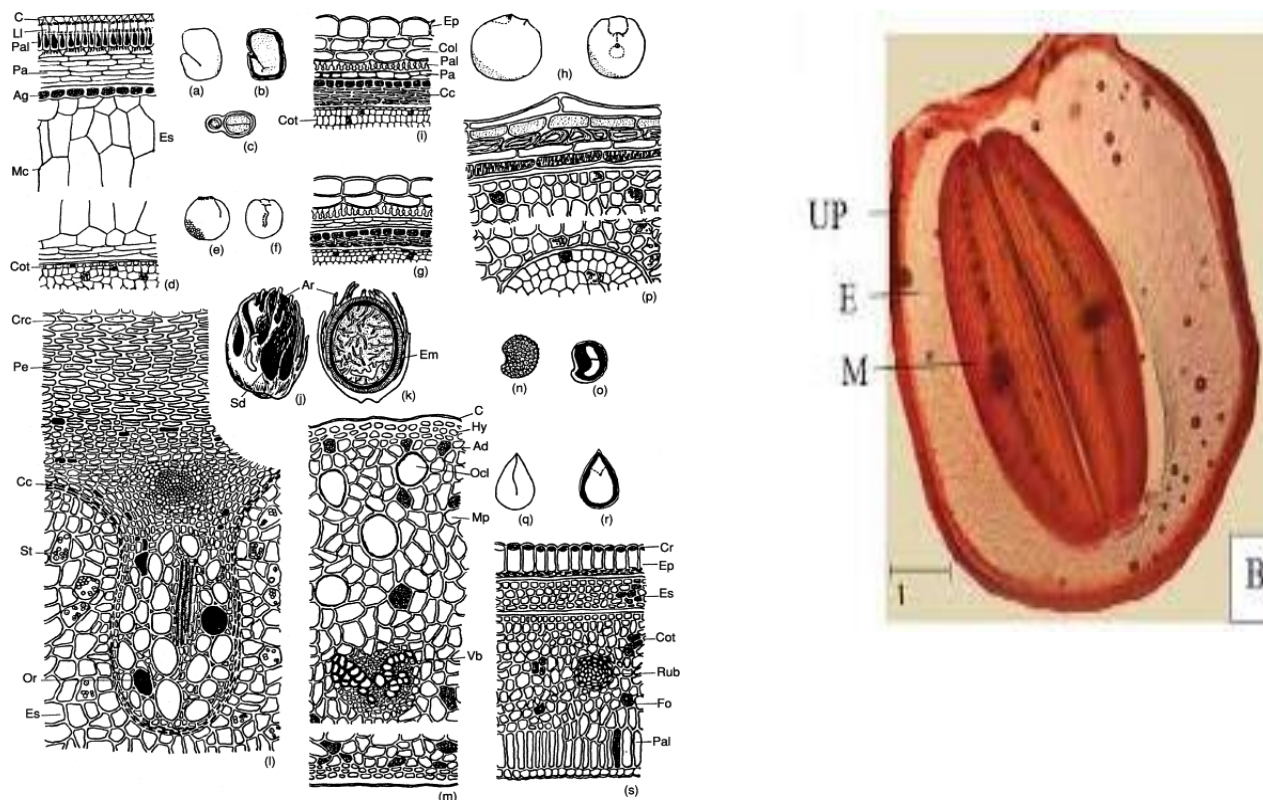 C
Ll
Pal
Pa
Ag
Es
Mc
Cot
(d)
(a)
(b)
(c)
(e)
(f)
Ep
Col
Pal
Pa
Cc
Cot
(i)
(g)
(h)
(p)
Crc
Pe
Cc
St
Or
Es
(l)
Ar
Em
Sd
(j)
(k)
C
Hy
Ad
Ocl
Mp
Vb
(m)
(n)
(o)
(q)
(r)
Cr
Ep
Es
Cot
Rub
Fo
Pal
(s)
UP
E
M
1
B